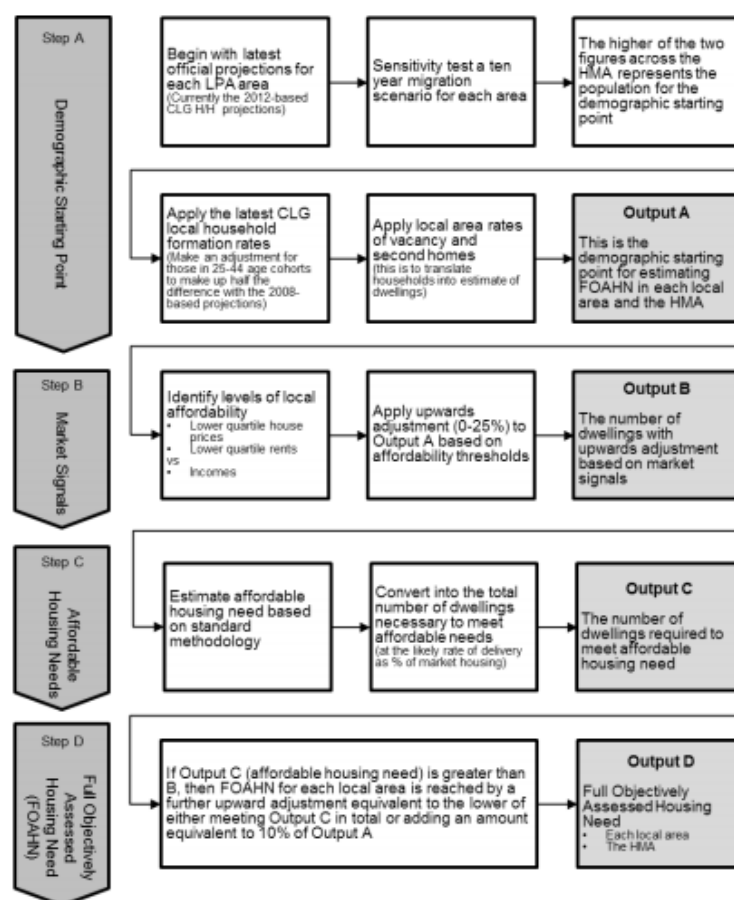 Step A
Demographic Starting Point
Begin with latest
official projections for
each LPA area
(Currently the 2012-based
CLG H/H projections)
Sensitivity test a ten
year migration
scenario for each area
The higher of the two
figures across the
HMA represents the
population for the
demographic starting
point
Apply the latest CLG
local household
formation rates
(Make an adjustment for
those in 25-44 age cohorts
to make up half the
difference with the 2008-
based projections)
Apply local area rates
of vacancy and
second homes
(this is to translate
households into estimate of
dwellings)
Output A
This is the
demographic starting
point for estimating
FOAHN in each local
area and the HMA
Step B
Market Signals
Identify levels of local
affordability
• Lower quartile house
prices
• Lower quartile rents
vs
• Incomes
Apply upwards
adjustment (0-25%) to
Output A based on
affordability thresholds
Output B
The number of
dwellings with
upwards adjustment
based on market
signals
Step C
Affordable
Housing Needs
Estimate affordable
housing need based
on standard
methodology
Convert into the total
number of dwellings
necessary to meet
affordable needs
(at the likely rate of delivery
as % of market housing)
Output C
The number of
dwellings required to
meet affordable
housing need
Step D
Full Objectively
Assessed
Housing Need
(FOAHN)
If Output C (affordable housing need) is greater than
B, then FOAHN for each local area is reached by a
further upward adjustment equivalent to the lower of
either meeting Output C in total or adding an amount
equivalent to 10% of Output A
Output D
Full Objectively
Assessed Housing
Need
• Each local area
• The HMA